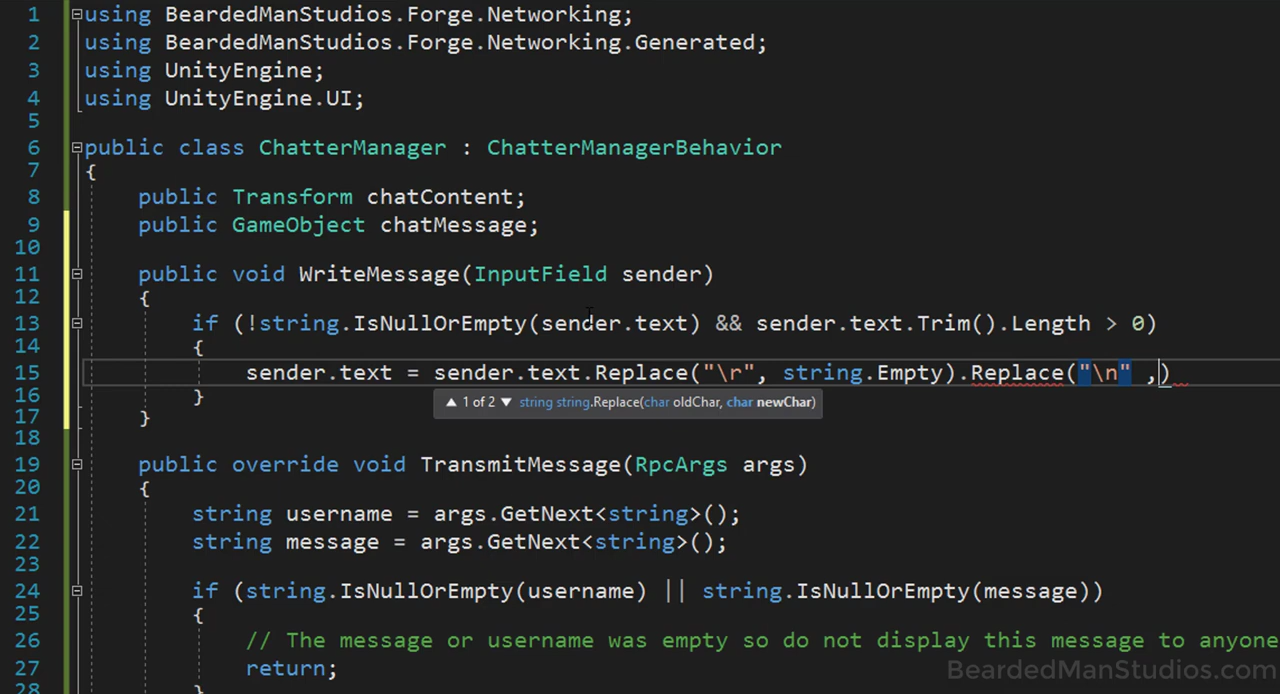 1 using BeardedManStudios.Forge.Networking;
2 using BeardedManStudios.Forge.Networking.Generated;
3 using UnityEngine;
4 using UnityEngine.UI;
5
6 public class ChatterManager : ChatterManagerBehavior
7 {
8 public Transform chatContent;
9 public GameObject chatMessage;
10
11 public void WriteMessage(InputField sender)
12 {
13 if (!string.IsNullOrEmpty(sender.text) && sender.text.Trim().Length > 0)
14 {
15 sender.text = sender.text.Replace("\r", string.Empty).Replace("\n" ,)
16 }
▲ 1 of 2 ▼ string string.Replace(char oldChar, char newChar)
17 }
18
19 public override void TransmitMessage(RpcArgs args)
20 {
21 string username = args.GetNext<string>();
22 string message = args.GetNext<string>();
23
24 if (string.IsNullOrEmpty(username) || string.IsNullOrEmpty(message))
25 {
26 // The message or username was empty so do not display this message to anyone
27 return;
28 }
BeardedManStudios.com